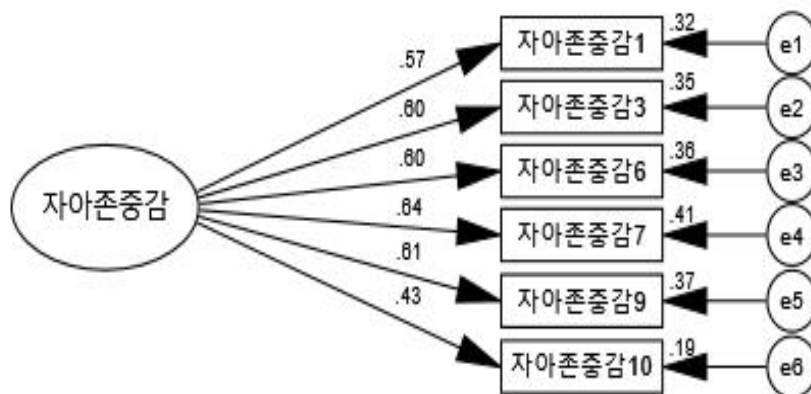 .32
자아존중감1
e1
.57
.35
자아존중감3
e2
.60
.36
자아존중감6
e3
.60
자아존중감
.41
자아존중감7
e4
.64
.37
자아존중감9
e5
.61
.19
자아존중감10
e6
.43